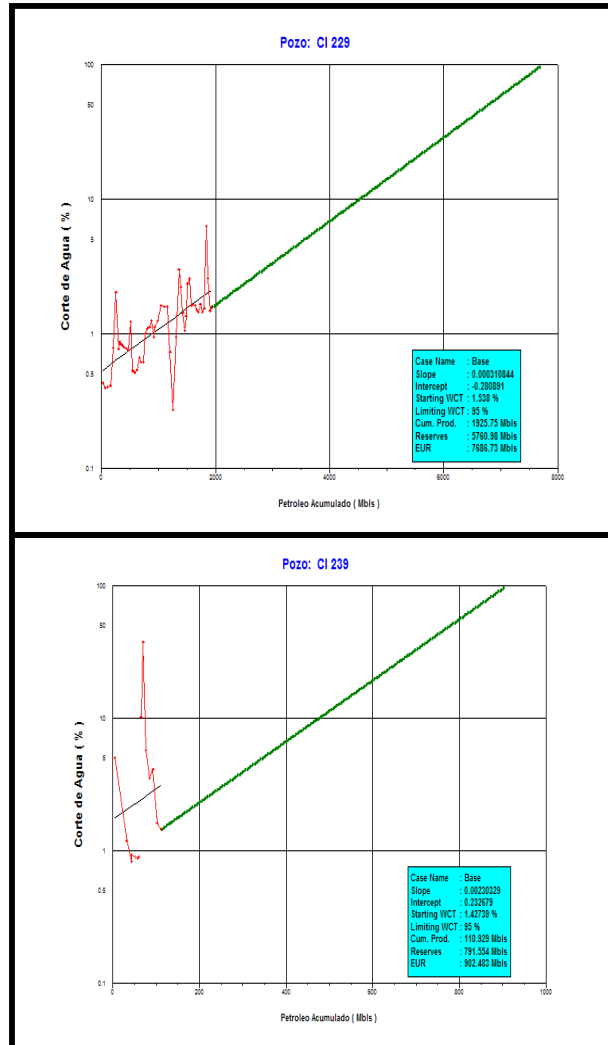 Pozo: CI 229
100
50
10
5
1
0.5
0.1
Corte de Agua ( % )
Case Name : Base
Slope : 0.000310844
Intercept : -0.280891
Starting WCT : 1.538 %
Limiting WCT : 95 %
Cum. Prod. : 1925.75 Mbls
Reserves : 5760.98 Mbls
EUR : 7686.73 Mbls
0 2000 4000 6000 8000
Petroleo Acumulado ( Mbls )
Pozo: CI 239
100
50
10
5
1
0.5
0.1
Corte de Agua ( % )
Case Name : Base
Slope : 0.00230329
Intercept : 0.232679
Starting WCT : 1.42739 %
Limiting WCT : 95 %
Cum. Prod. : 110.929 Mbls
Reserves : 791.554 Mbls
EUR : 902.483 Mbls
0 200 400 600 800 1000
Petroleo Acumulado ( Mbls )